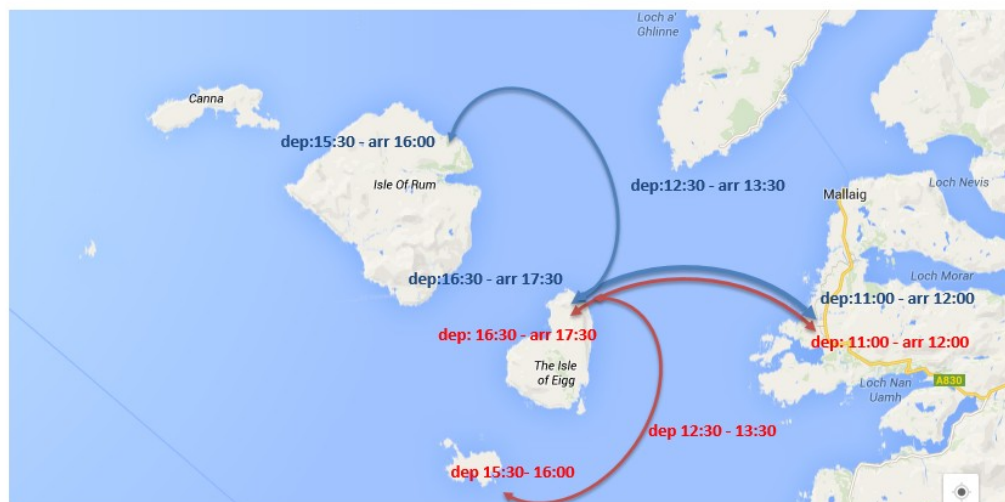 Loch a'
Ghlinne
Canna
dep:15:30 - arr 16:00
Isle Of Rum
dep:12:30 - arr 13:30
Loch Nevis
Mallaig
Loch Morar
dep:16:30 - arr 17:30
dep:11:00 - arr 12:00
dep: 16:30 - arr 17:30
dep: 11:00 - arr 12:00
The Isle
of Eigg
A830
Loch Nan
Uamh
dep 12:30 - 13:30
dep 15:30- 16:00